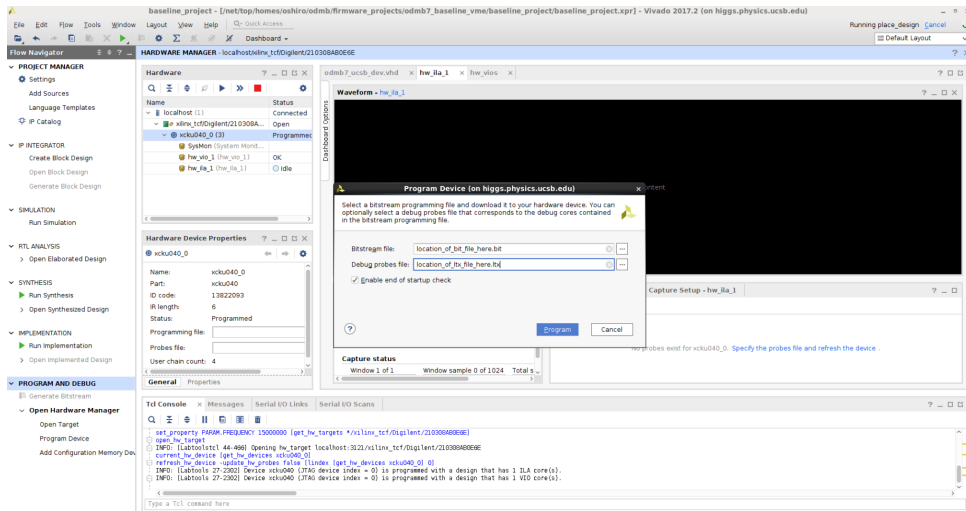 baseline_project - [/net/top/homes/oshiro/odmb/firmware_projects/odmb7_baseline_vme/baseline_project/baseline_project.xpr] - Vivado 2017.2 (on higgs.physics.ucsb.edu)
File Edit Flow Tools Window Layout View Help Quick Access
Running place_design Cancel
Dashboard
Default Layout
Flow Navigator
HARDWARE MANAGER - localhost/xilinx_tcf/Digilent/210308AB0E6E
PROJECT MANAGER
Settings
Add Sources
Language Templates
IP Catalog
IP INTEGRATOR
Create Block Design
Open Block Design
Generate Block Design
SIMULATION
Run Simulation
RTL ANALYSIS
Open Elaborated Design
SYNTHESIS
Run Synthesis
Open Synthesized Design
IMPLEMENTATION
Run Implementation
Open Implemented Design
PROGRAM AND DEBUG
Generate Bitstream
Open Hardware Manager
Open Target
Program Device
Add Configuration Memory Dev
Hardware
Name Status
localhost (1) Connected
xilinx_tcf/Digilent/210308A... Open
xcku040_0 (3) Programmed
SysMon (System Monit...
hw_vio_1 (hw_vio_1) OK
hw_ila_1 (hw_ila_1) Idle
Hardware Device Properties
xcku040_0
Name: xcku040_0
Part: xcku040
ID code: 13822093
IR length: 6
Status: Programmed
Programming file:
Probes file:
User chain count: 4
General Properties
odmb7_ucsb_dev.vhd hw_ila_1 hw_vios
Dashboard Options
Waveform - hw_ila_1
ontent
Program Device (on higgs.physics.ucsb.edu)
Select a bitstream programming file and download it to your hardware device. You can
optionally select a debug probes file that corresponds to the debug cores contained
in the bitstream programming file.
Bitstream file: location_of_bit_file_here.bit
Debug probes file: location_of_ltx_file_here.ltx
Enable end of startup check
Program Cancel
Capture Setup - hw_ila_1
No probes exist for xcku040_0. Specify the probes file and refresh the device .
Capture status
Window 1 of 1 Window sample 0 of 1024 Total s
Tcl Console Messages Serial I/O Links Serial I/O Scans
set_property PARAM.FREQUENCY 15000000 [get_hw_targets */xilinx_tcf/Digilent/210308AB0E6E]
open_hw_target
INFO: [Labtoolstcl 44-466] Opening hw_target localhost:3121/xilinx_tcf/Digilent/210308AB0E6E
current_hw_device [get_hw_devices xcku040_0]
refresh_hw_device -update_hw_probes false [lindex [get_hw_devices xcku040_0] 0]
INFO: [Labtools 27-2302] Device xcku040 (JTAG device index = 0) is programmed with a design that has 1 ILA core(s).
INFO: [Labtools 27-2302] Device xcku040 (JTAG device index = 0) is programmed with a design that has 1 VIO core(s).
Type a Tcl command here